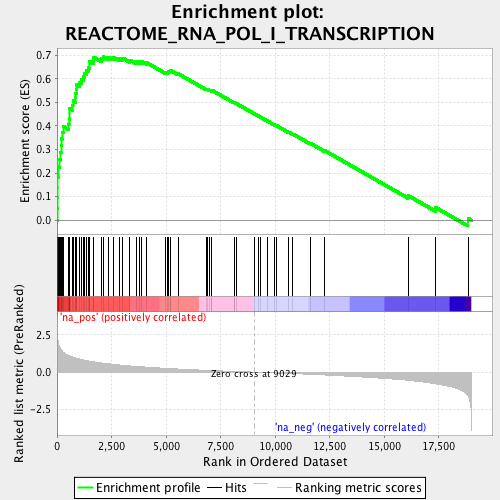 Enrichment plot:
REACTOME_RNA_POL_I_TRANSCRIPTION
Enrichment score (ES)
0.7
0.6
0.5
0.4
0.3
0.2
0.1
0.0
'na_pos' (positively correlated)
Ranked list metric (PreRanked)
2.5
0.0
-2.5
Zero cross at 9029
'na_neg' (negatively correlated)
0
2,500
5,000
7,500
10,000
12,500
15,000
17,500
Rank in Ordered Dataset
Enrichment profile
Hits
Ranking metric scores